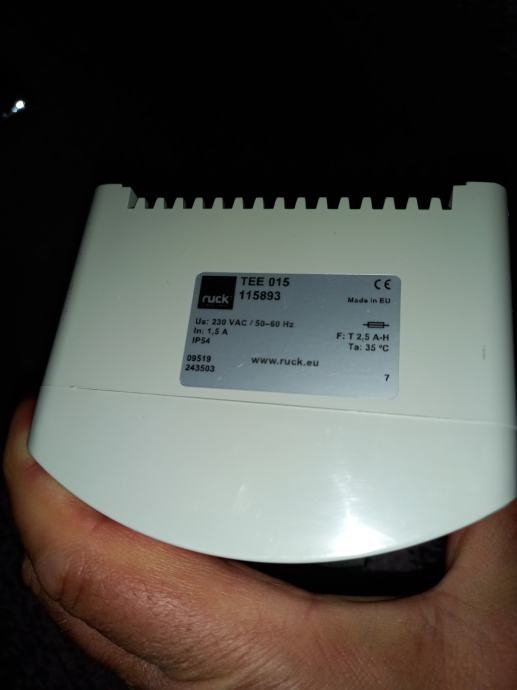 ruck
TEE 015
115893
CE
Made in EU
Us: 230 VAC / 50–60 Hz
In: 1,5 A
IP54
F: T 2,5 A-H
Ta: 35 °C
09519
243503
www.ruck.eu
7